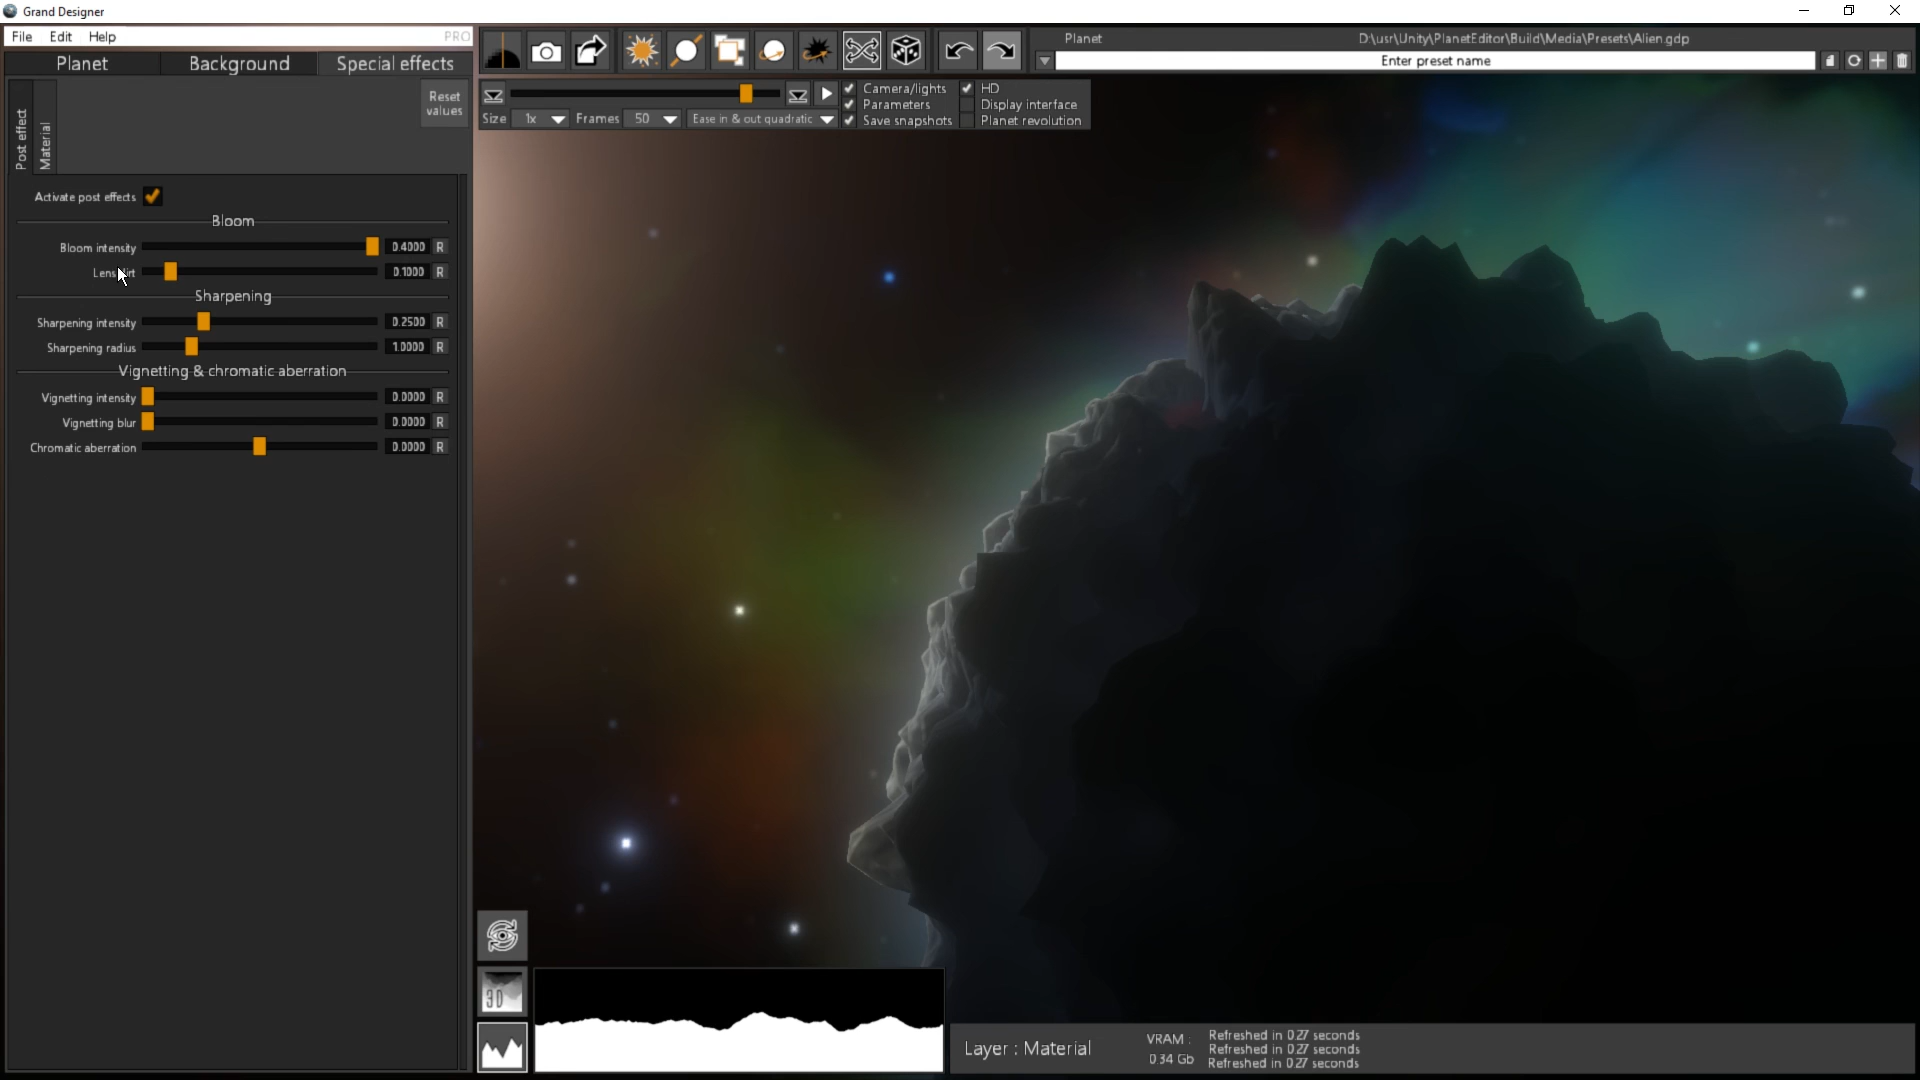 Grand Designer
File Edit Help PRO
Planet Background Special effects
Reset values
Post effect
Material
Activate post effects
Bloom
Bloom intensity 0.4000 R
Lens 0.1000 R
Sharpening
Sharpening intensity 0.2500 R
Sharpening radius 1.0000 R
Vignetting & chromatic aberration
Vignetting intensity 0.0000 R
Vignetting blur 0.0000 R
Chromatic aberration 0.0000 R
Planet D:\usr\Unity\PlanetEditor\Build\Media\Presets\Alien.gdp
Enter preset name
Camera/lights HD
Parameters Display interface
Size 1x Frames 50 Ease in & out quadratic Save snapshots Planet revolution
3D
Layer : Material
VRAM :
0.34 Gb
Refreshed in 0.27 seconds
Refreshed in 0.27 seconds
Refreshed in 0.27 seconds